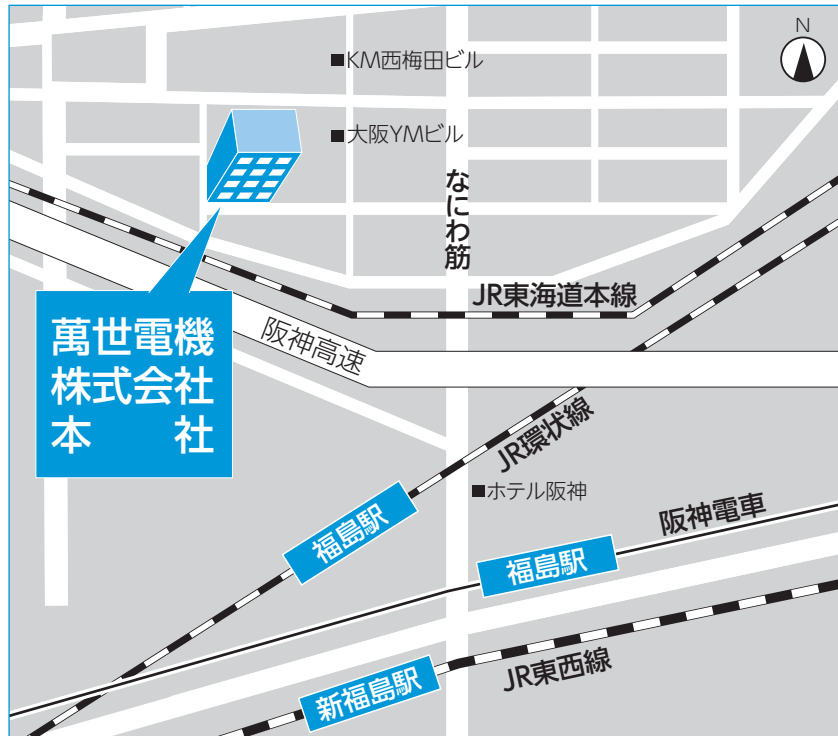 N
■KM西梅田ビル
■大阪YMビル
なにわ筋
JR東海道本線
萬世電機
株式会社
本　社
阪神高速
JR環状線
■ホテル阪神
阪神電車
福島駅
福島駅
JR東西線
新福島駅